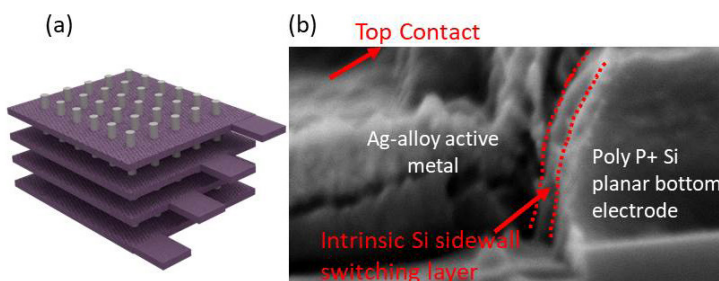 (a)
(b)
Top Contact
Ag-alloy active
metal
Poly P+ Si
planar bottom
electrode
Intrinsic Si sidewall
switching layer